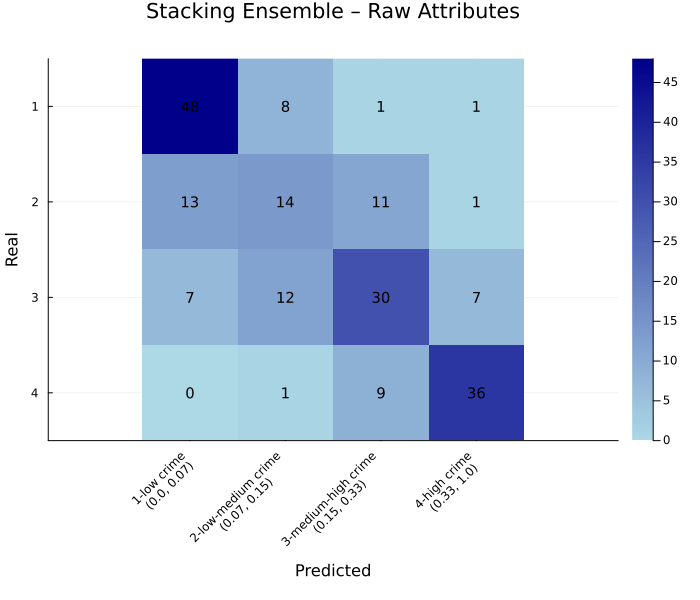 Stacking Ensemble – Raw Attributes
Real
1
48 8 1 1
2
13 14 11 1
3
7 12 30 7
4
0 1 9 36
1-low crime
(0.0, 0.07)
2-low-medium crime
(0.07, 0.15)
3-medium-high crime
(0.15, 0.33)
4-high crime
(0.33, 1.0)
Predicted
45
40
35
30
25
20
15
10
5
0